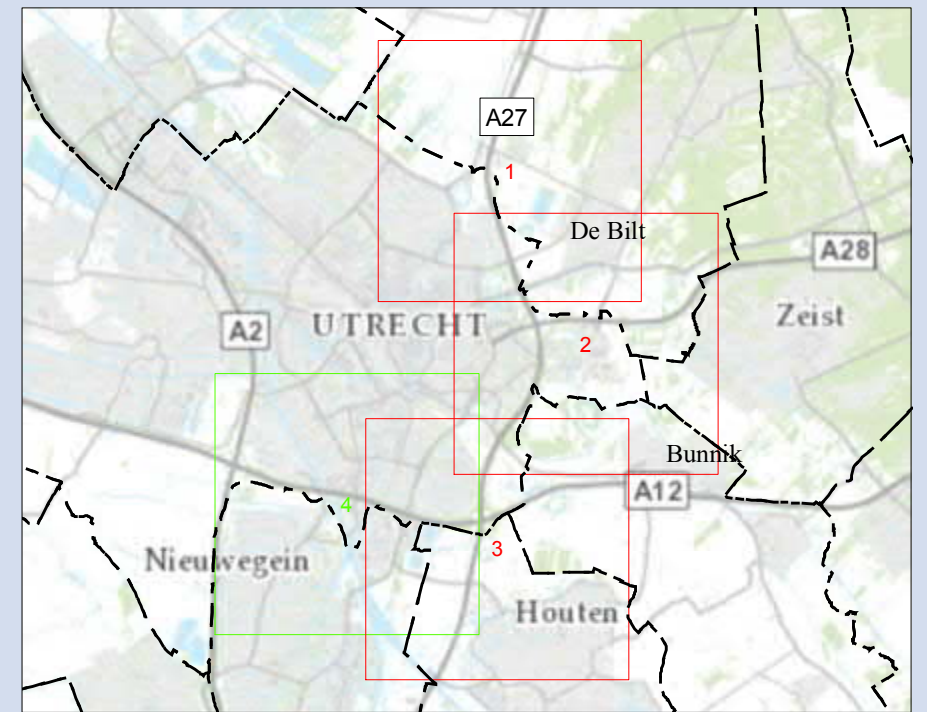 A27
1
De Bilt
A28
Zeist
UTRECHT
A2
2
Bunnik
A12
4
3
Nieuwegein
Houten